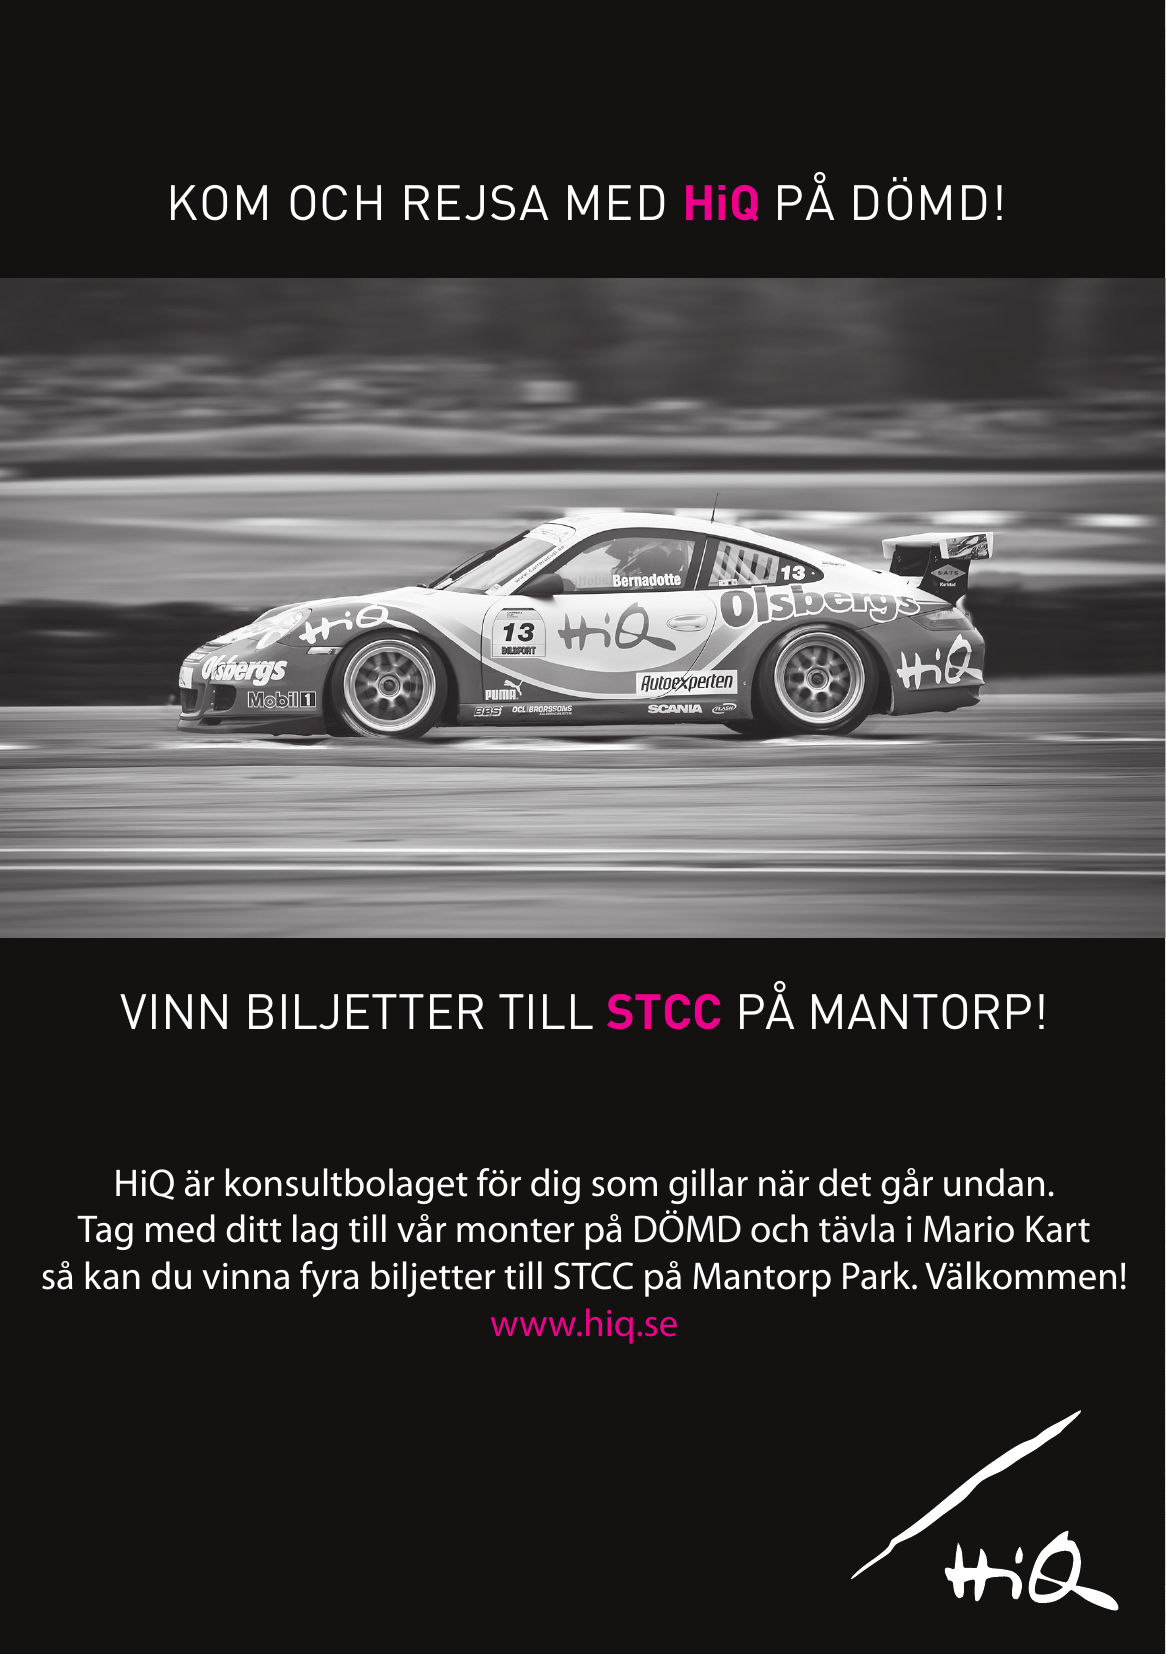 KOM OCH REJSA MED HiQ PÅ DÖMD!
Bernadotte
13
Olsbergs
HiQ
13
BILSPORT
HiQ
HiQ
Olsbergs
Mobil 1
PUMA
Autoexperten
BBS
SCANIA
FLASH
SATS
VINN BILJETTER TILL STCC PÅ MANTORP!
HiQ är konsultbolaget för dig som gillar när det går undan.
Tag med ditt lag till vår monter på DÖMD och tävla i Mario Kart
så kan du vinna fyra biljetter till STCC på Mantorp Park. Välkommen!
www.hiq.se
HiQ